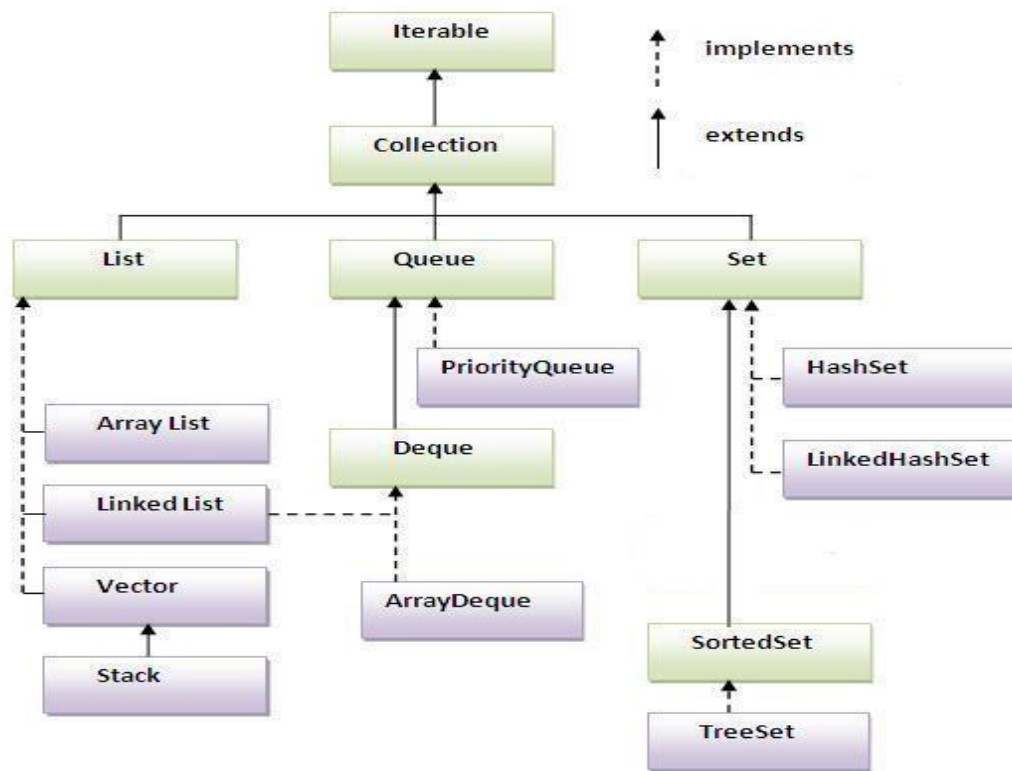 Iterable
implements
Collection
extends
List
Queue
Set
PriorityQueue
HashSet
Array List
Deque
LinkedHashSet
Linked List
Vector
ArrayDeque
Stack
SortedSet
TreeSet